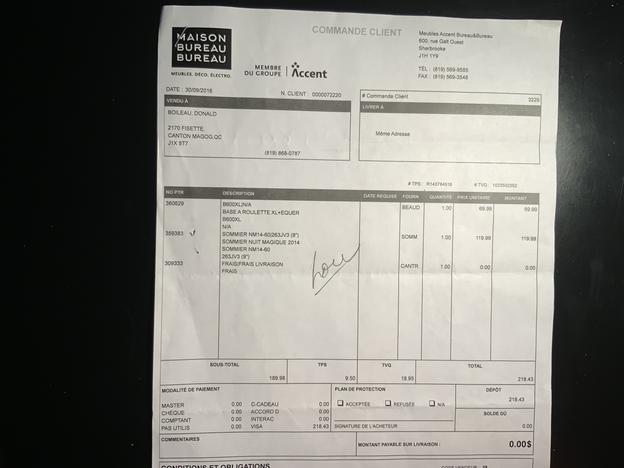 COMMANDE CLIENT
MAISON
BUREAU
BUREAU
MEUBLES. DÉCO. ÉLECTRO.
MEMBRE
DU GROUPE
Accent
Meubles Accent Bureau&Bureau
600, rue Galt Ouest
Sherbrooke
J1H 1Y9
TÉL : (819) 569-8585
FAX : (819) 569-3548
DATE : 30/09/2016 N. CLIENT : 0000072220
# Commande Client 3228
VENDU À
LIVRER À
BOILEAU, DONALD
2170 FISETTE,
CANTON MAGOG,QC
J1X 5T7
(819) 868-0787
Même Adresse
# TPS : # TVQ :
NO PTR DESCRIPTION DATE REQUISE FOURN QUANTITÉ PRIX UNITAIRE MONTANT
360829 B600XL|N/A BEAUD 1.00 69.99 69.99
BASE A ROULETTE XL+EQUER
B600XL
N/A
359383 SOMMIER NM14-60/263JV3 (9") SOMM 1.00 119.99 119.99
SOMMIER NUIT MAGIQUE 2014
SOMMIER NM14-60
263JV3 (9")
309333 FRAIS/FRAIS LIVRAISON CANTR 1.00 0.00 0.00
FRAIS
SOUS-TOTAL TPS TVQ TOTAL
189.98 9.50 18.95 218.43
MODALITÉ DE PAIEMENT PLAN DE PROTECTION DÉPÔT
MASTER 0.00 C-CADEAU 0.00 ACCEPTÉE REFUSÉE N/A 218.43
CHÈQUE 0.00 ACCORD D 0.00 SOLDE DÛ
COMPTANT 0.00 INTERAC 0.00
PAS UTILIS 0.00 VISA 218.43 SIGNATURE DE L'ACHETEUR 0.00
COMMENTAIRES MONTANT PAYABLE SUR LIVRAISON : 0.00$
CONDITIONS ET OBLIGATIONS